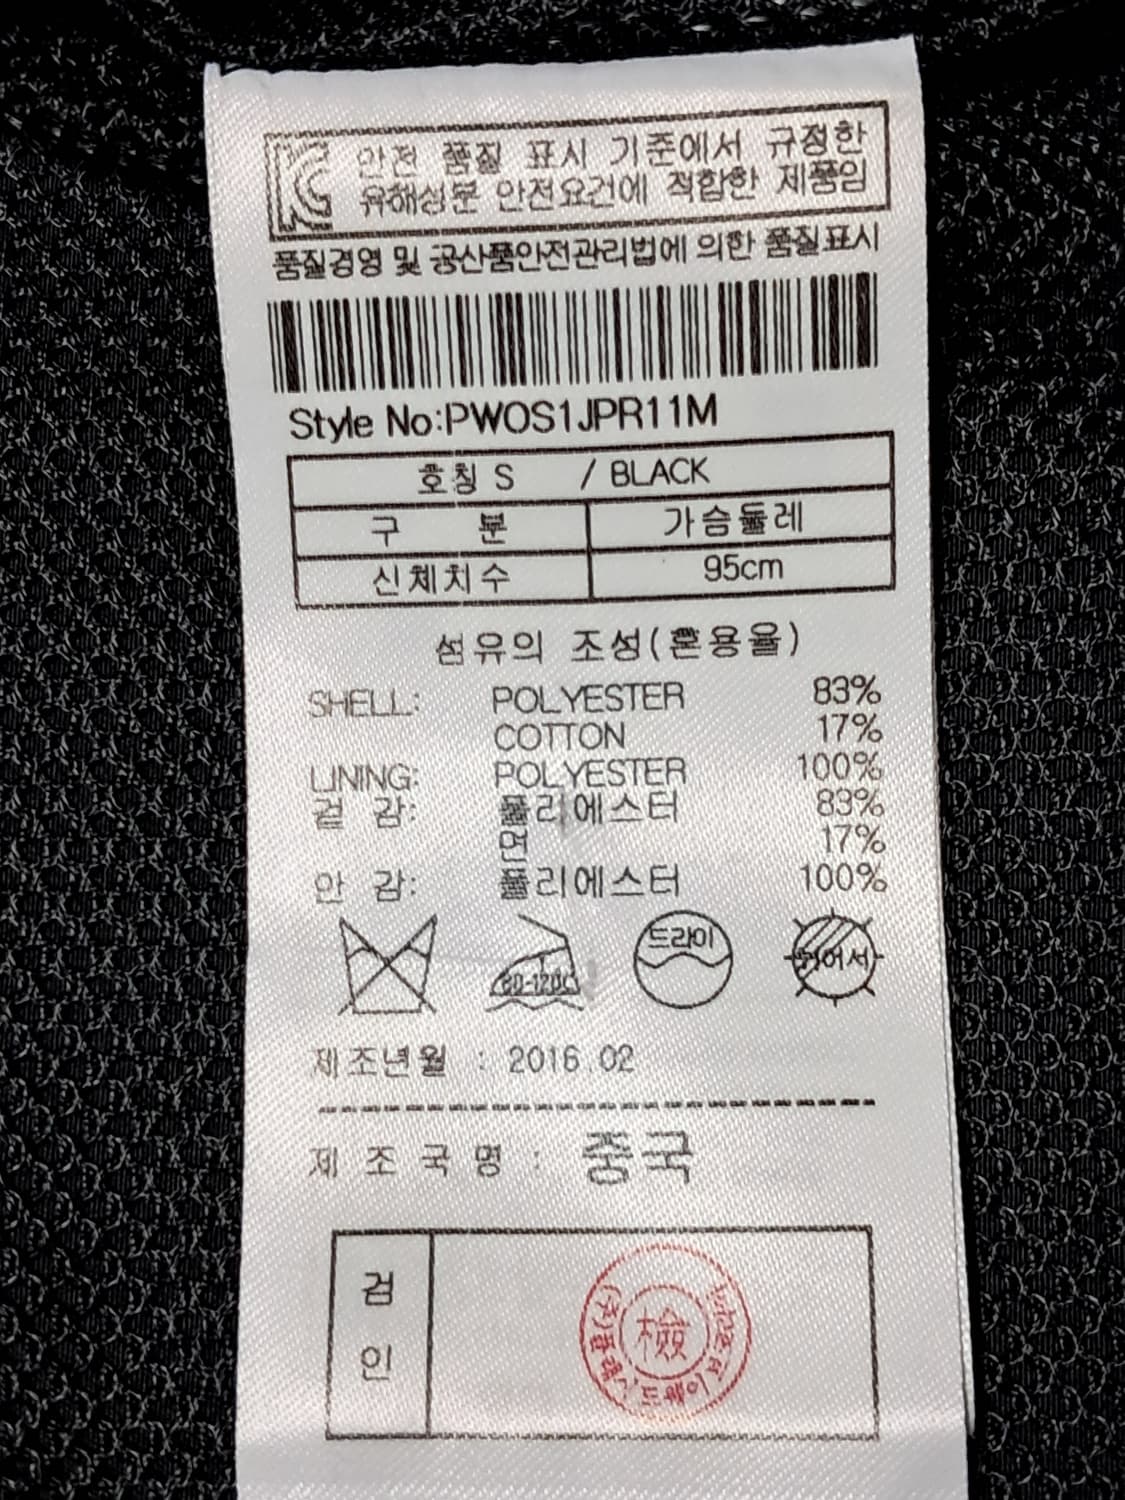 KC 안전 품질 표시 기준에서 규정한
유해성분 안전요건에 적합한 제품임
품질경영 및 공산품안전관리법에 의한 품질표시
Style No:PWOS1JPR11M
호칭 S / BLACK
구 분 가슴둘레
신체치수 95cm
섬유의 조성(혼용율)
SHELL: POLYESTER 83%
COTTON 17%
LINING: POLYESTER 100%
겉 감: 폴리에스터 83%
면 17%
안 감: 폴리에스터 100%
80-120C 드라이 뉘어서
제조년월 : 2016.02
제 조 국 명 : 중국
검
인
檢